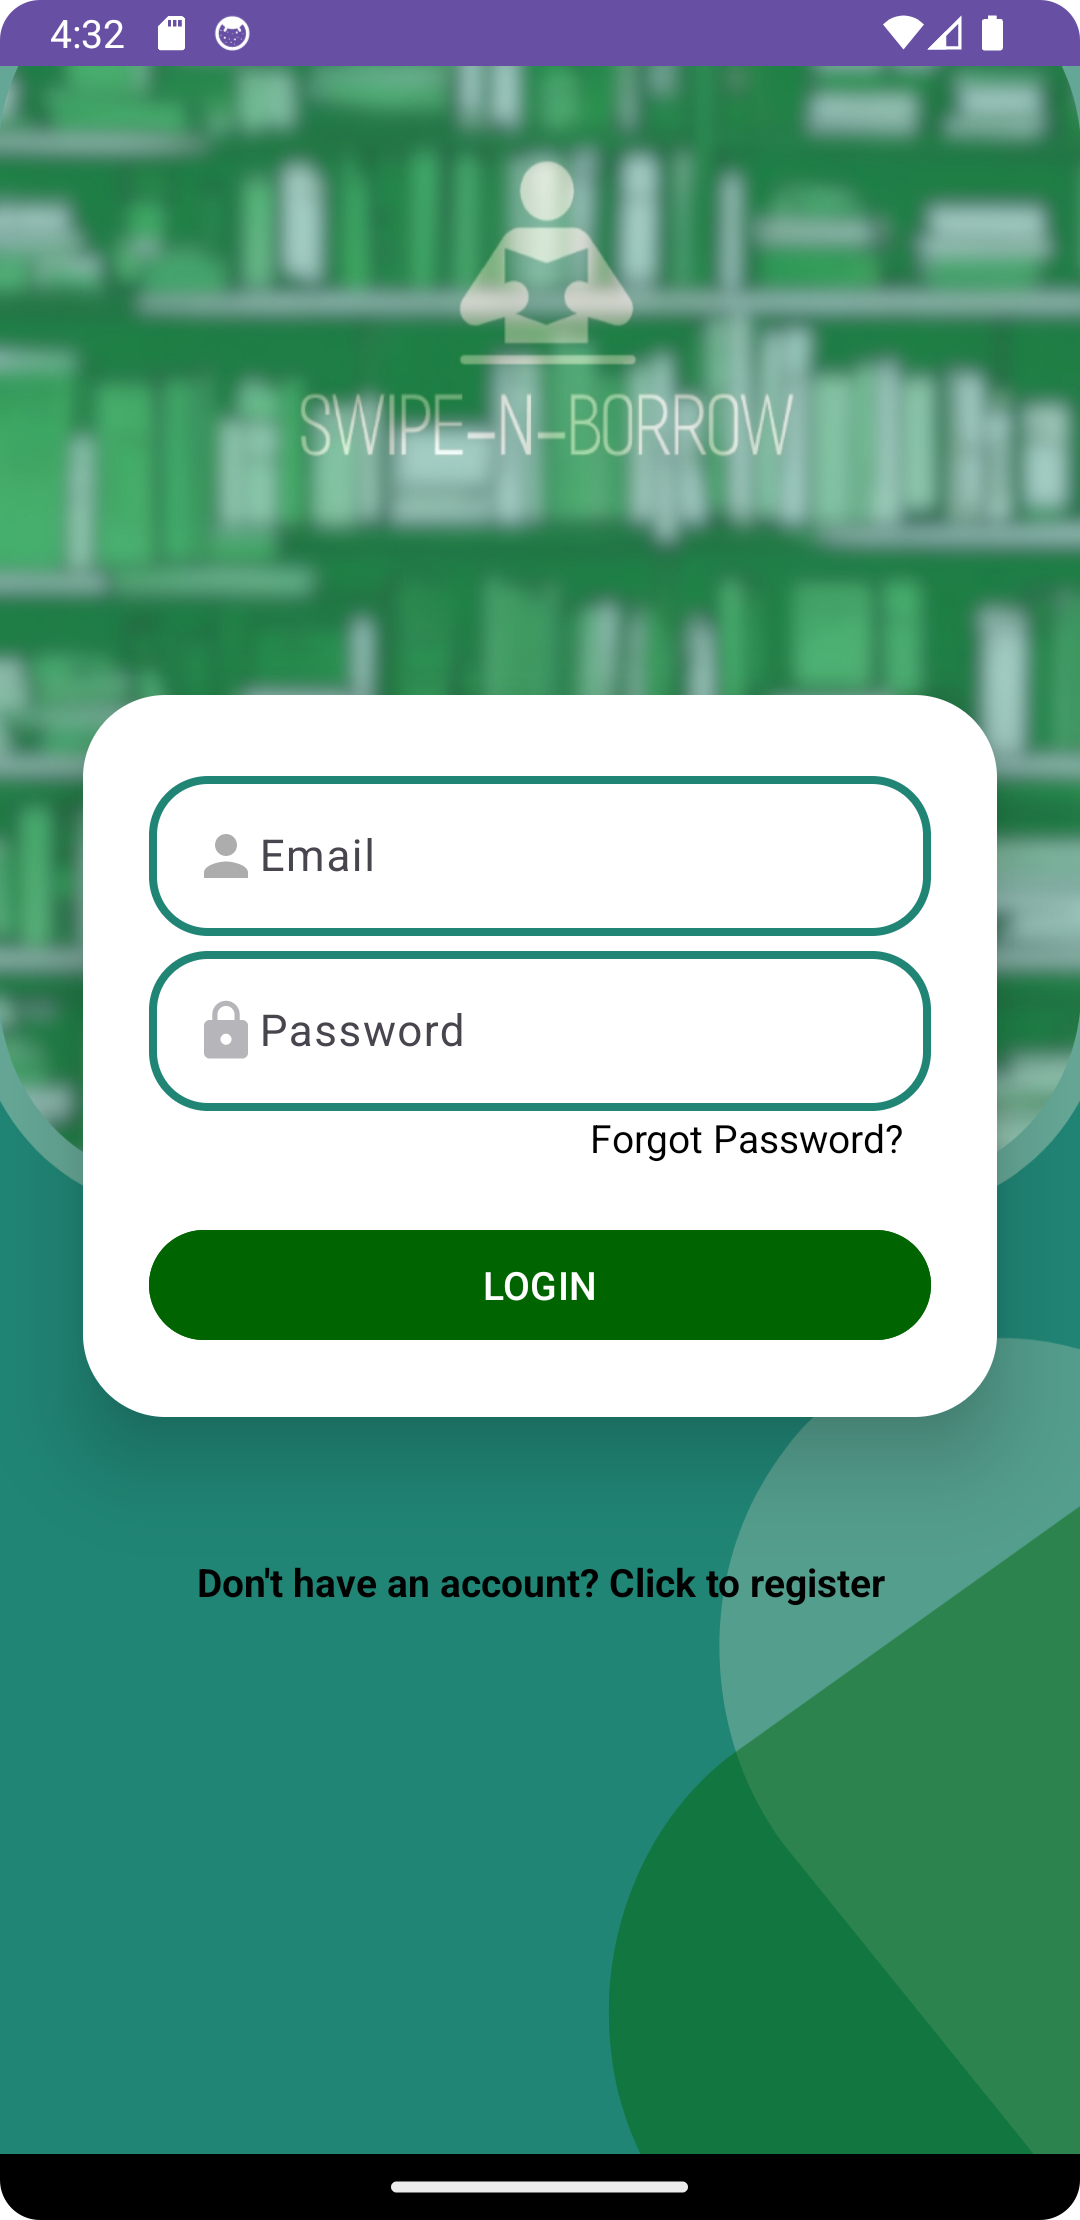 4:32
SWIPE-N-BORROW
Email
Password
Forgot Password?
LOGIN
Don't have an account? Click to register